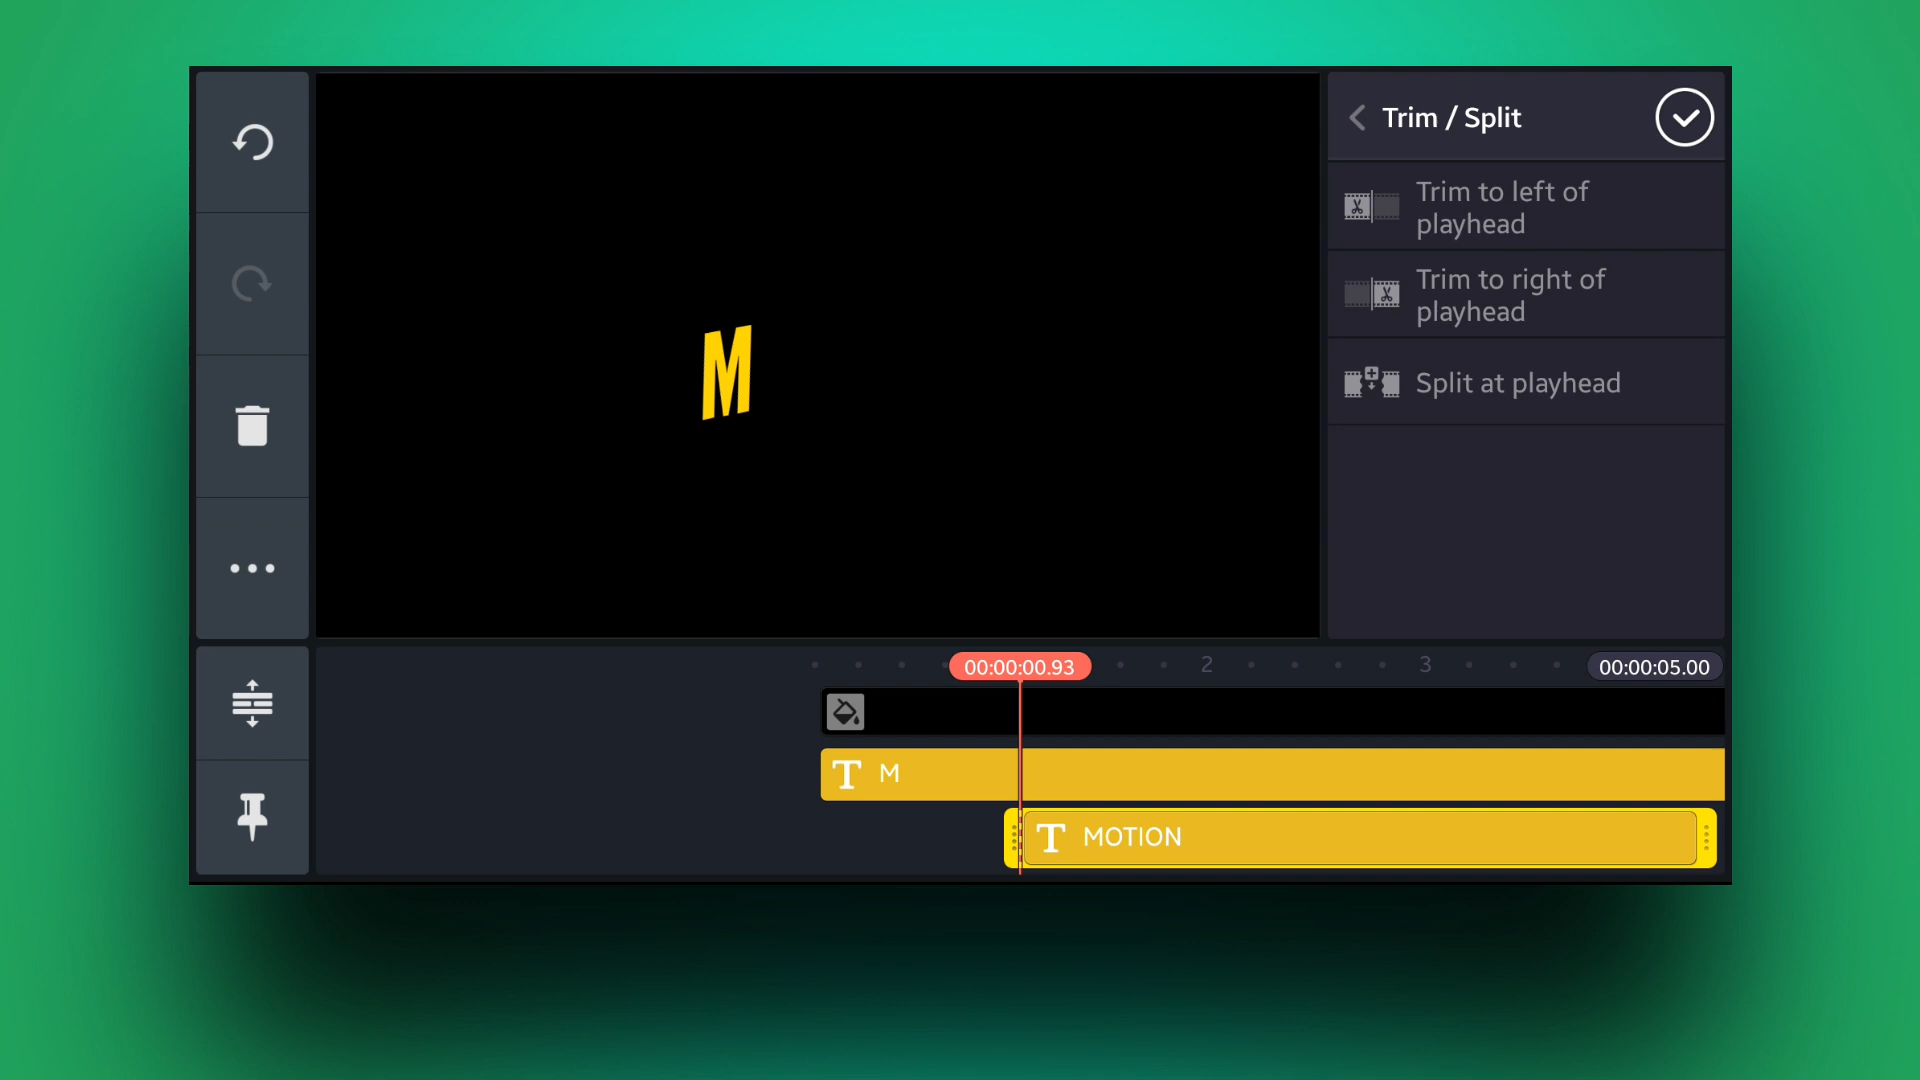 Trim / Split
Trim to left of
playhead
Trim to right of
playhead
Split at playhead
M
00:00:00.93
2
3
00:00:05.00
T M
T MOTION